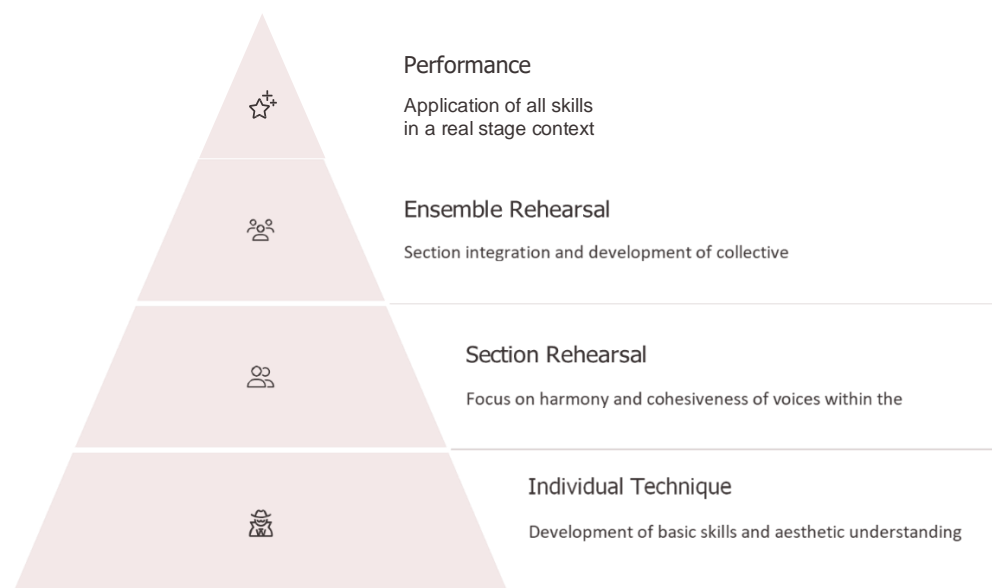 Performance
Application of all skills
in a real stage context
Ensemble Rehearsal
Section integration and development of collective
Section Rehearsal
Focus on harmony and cohesiveness of voices within the
Individual Technique
Development of basic skills and aesthetic understanding